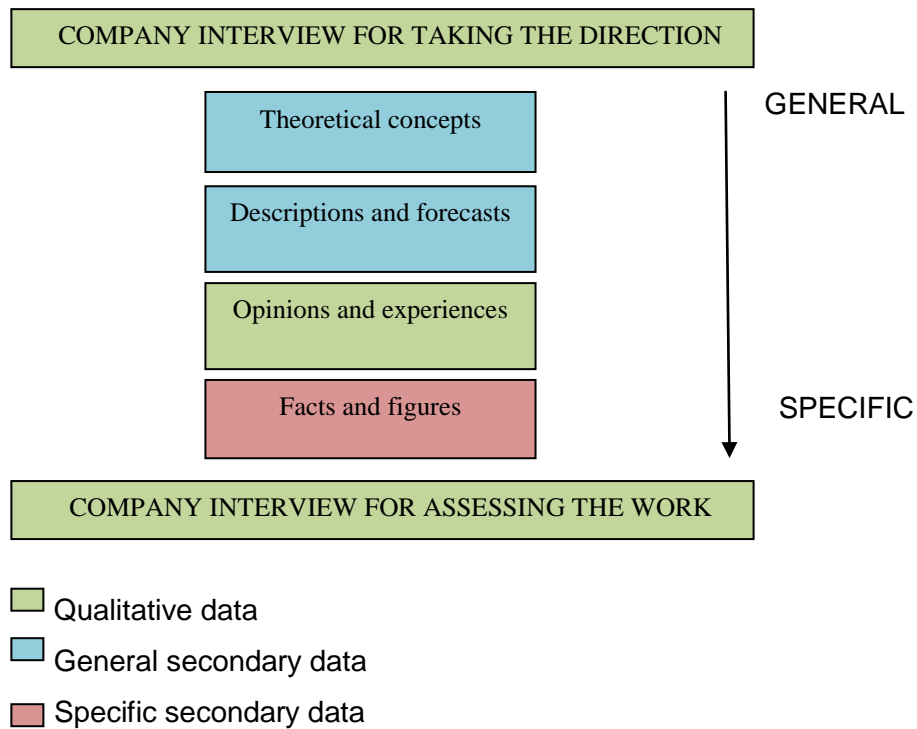 COMPANY INTERVIEW FOR TAKING THE DIRECTION
GENERAL
Theoretical concepts
Descriptions and forecasts
Opinions and experiences
Facts and figures
SPECIFIC
COMPANY INTERVIEW FOR ASSESSING THE WORK
Qualitative data
General secondary data
Specific secondary data